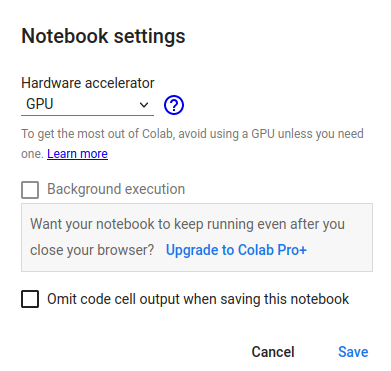 Notebook settings
Hardware accelerator
GPU
?
To get the most out of Colab, avoid using a GPU unless you need
one. Learn more
Background execution
Want your notebook to keep running even after you
close your browser? Upgrade to Colab Pro+
Omit code cell output when saving this notebook
Cancel Save